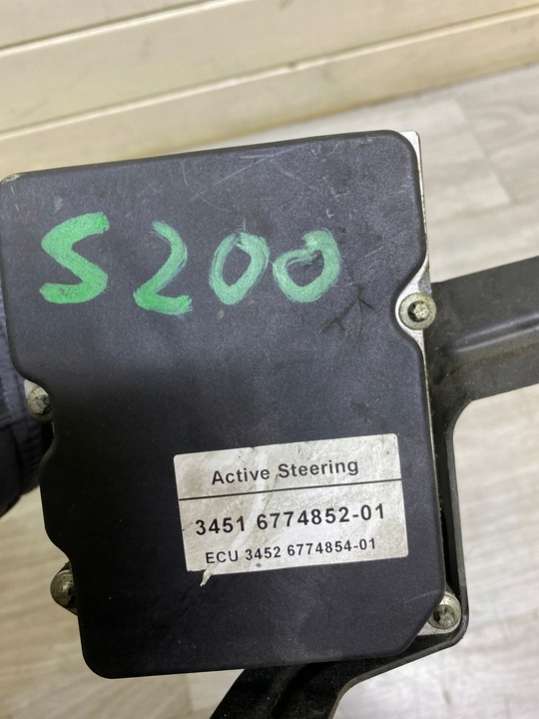 S200
Active Steering
3451 6774852-01
ECU 3452 6774854-01